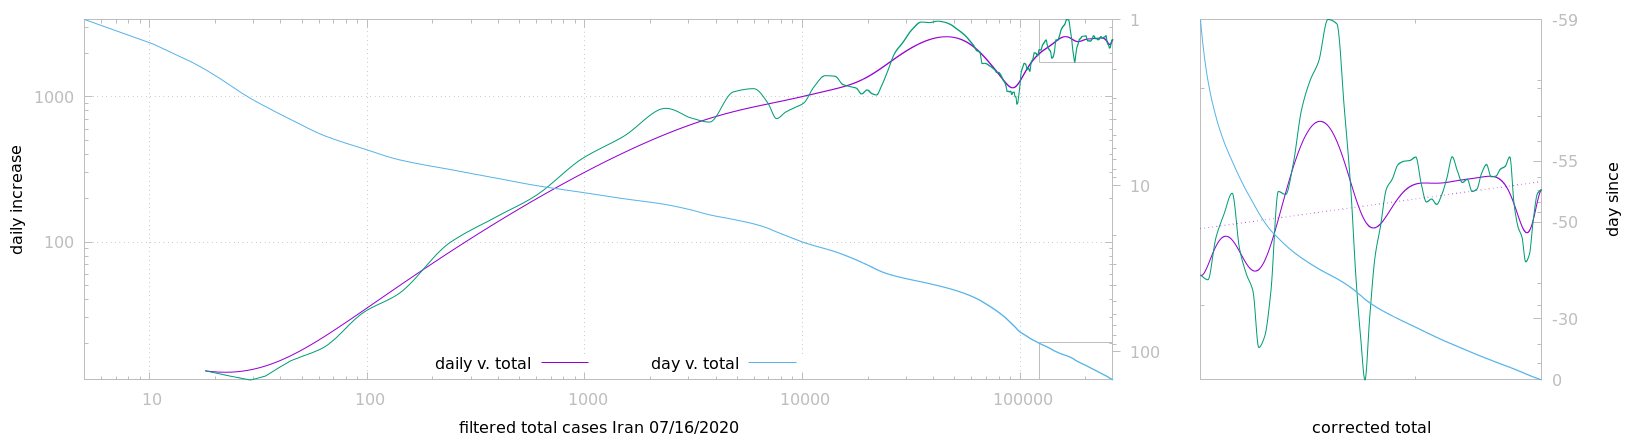 daily increase
1000
100
10
100
1000
10000
100000
1
10
100
daily v. total
day v. total
filtered total cases Iran 07/16/2020
-59
-55
-50
-30
0
day since
corrected total